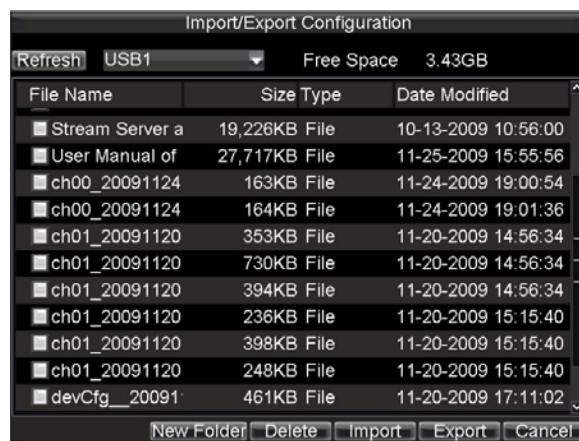 Import/Export Configuration
Refresh USB1 Free Space 3.43GB
File Name Size Type Date Modified
Stream Server a 19,226KB File 10-13-2009 10:56:00
User Manual of 27,717KB File 11-25-2009 15:55:56
ch00_20091124 163KB File 11-24-2009 19:00:54
ch00_20091124 164KB File 11-24-2009 19:01:36
ch01_20091120 353KB File 11-20-2009 14:56:34
ch01_20091120 730KB File 11-20-2009 14:56:34
ch01_20091120 394KB File 11-20-2009 14:56:34
ch01_20091120 236KB File 11-20-2009 15:15:40
ch01_20091120 398KB File 11-20-2009 15:15:40
ch01_20091120 248KB File 11-20-2009 15:15:40
devCfg__20091 461KB File 11-20-2009 17:11:02
New Folder Delete Import Export Cancel